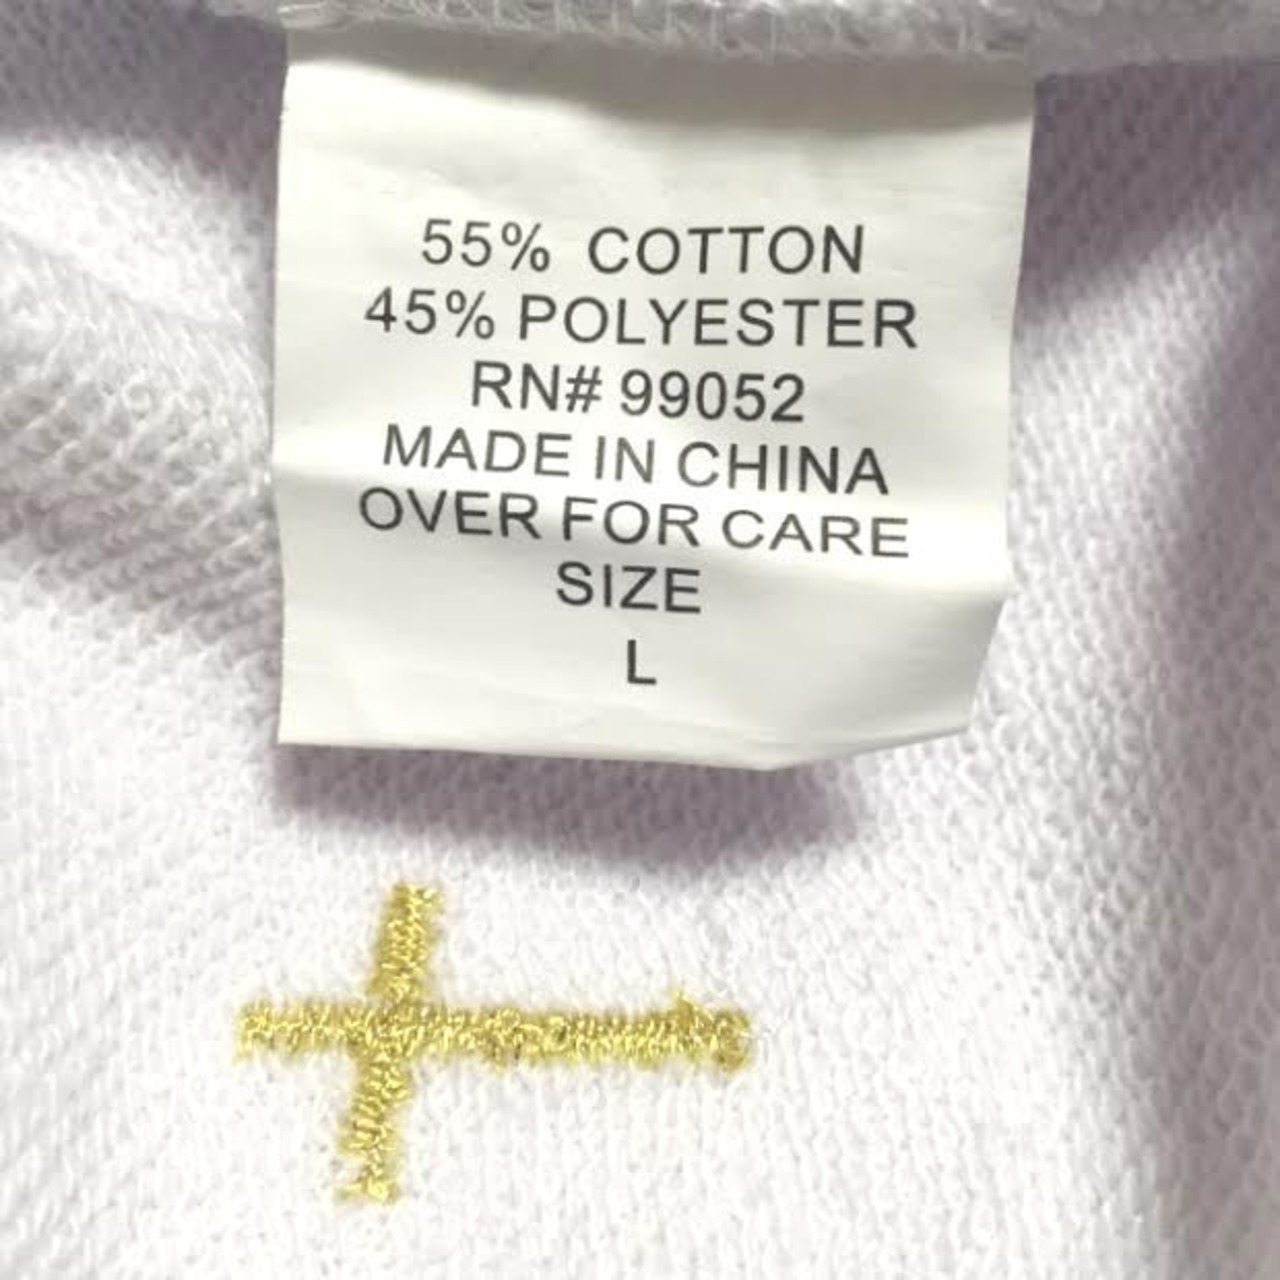 55% COTTON
45% POLYESTER
RN# 99052
MADE IN CHINA
OVER FOR CARE
SIZE
L